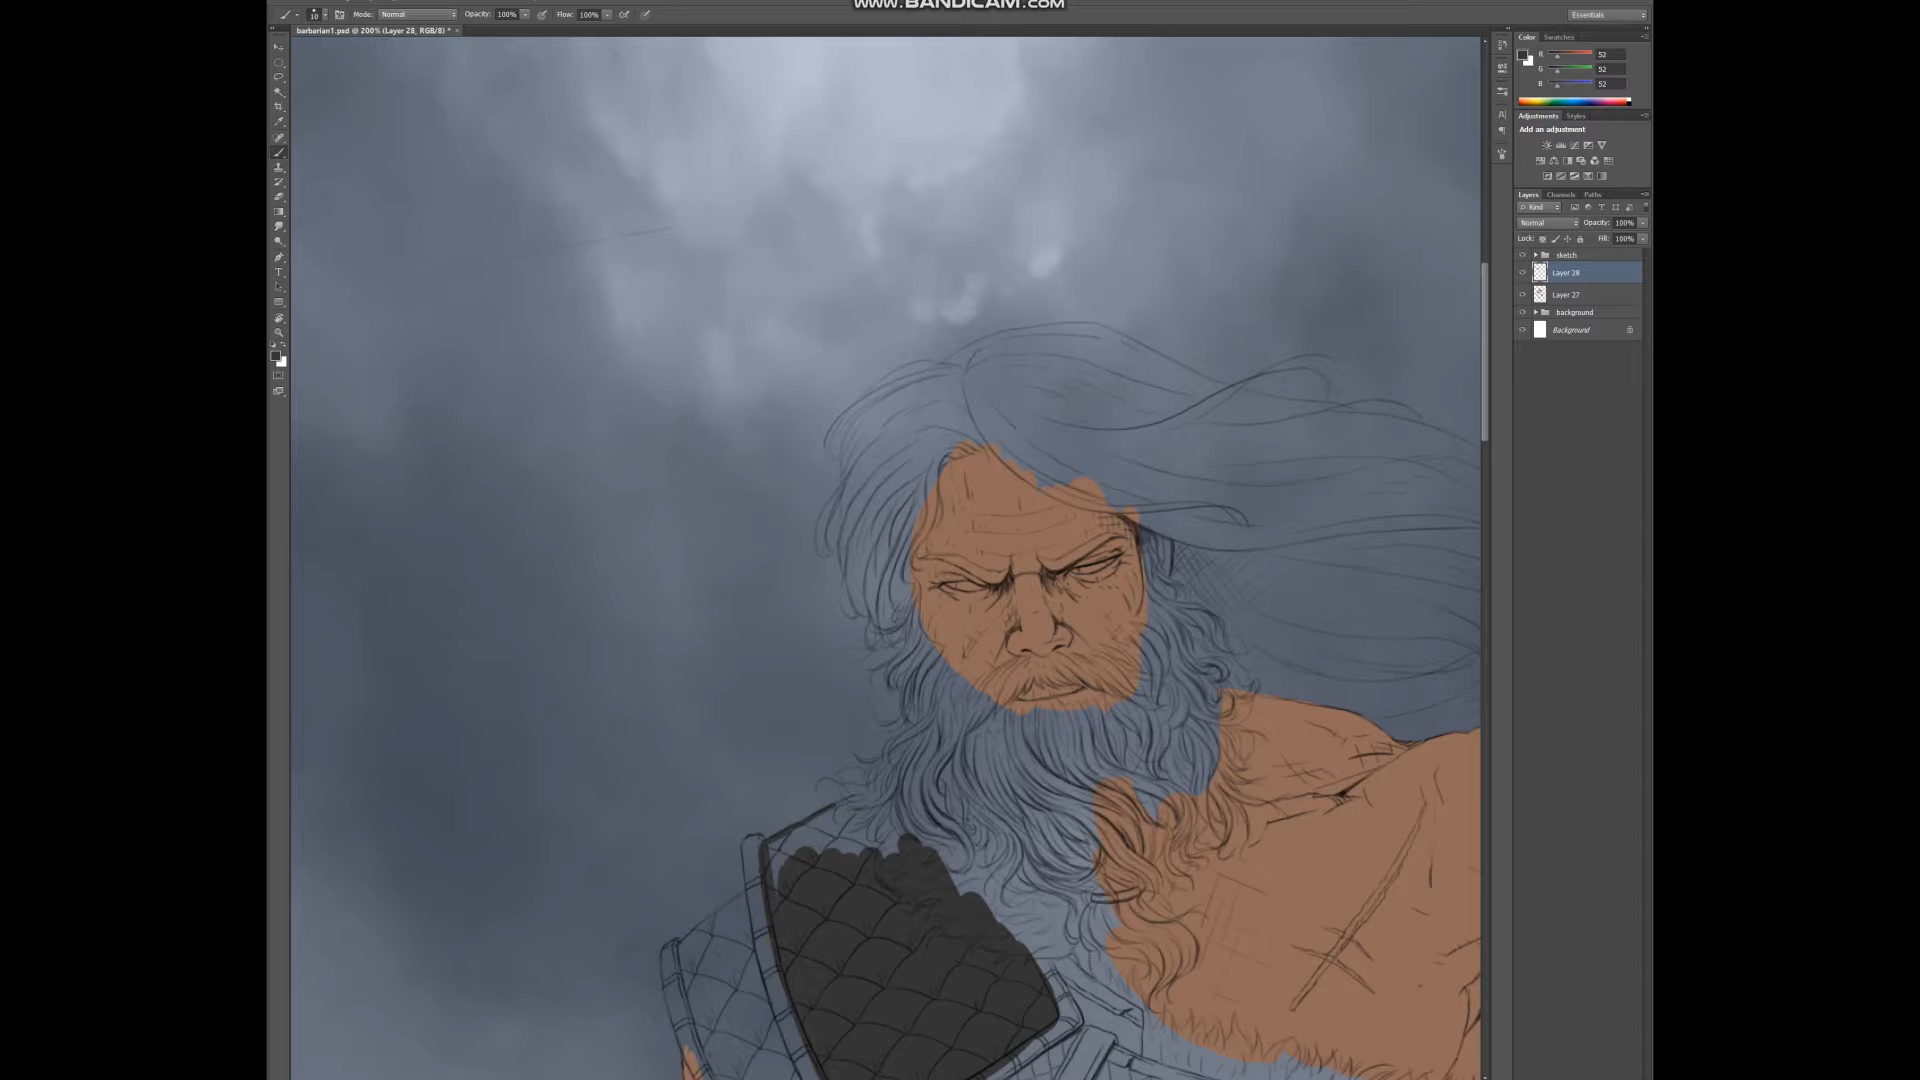 www.BANDICAM.com
10
Mode: Normal
Opacity: 100%
Flow: 100%
Essentials
barbarian1.psd @ 200% (Layer 28, RGB/8) *
Color Swatches
R 52
G 52
B 52
Adjustments Styles
Add an adjustment
Layers Channels Paths
Kind
Normal Opacity: 100%
Lock: Fill: 100%
sketch
Layer 28
Layer 27
background
Background